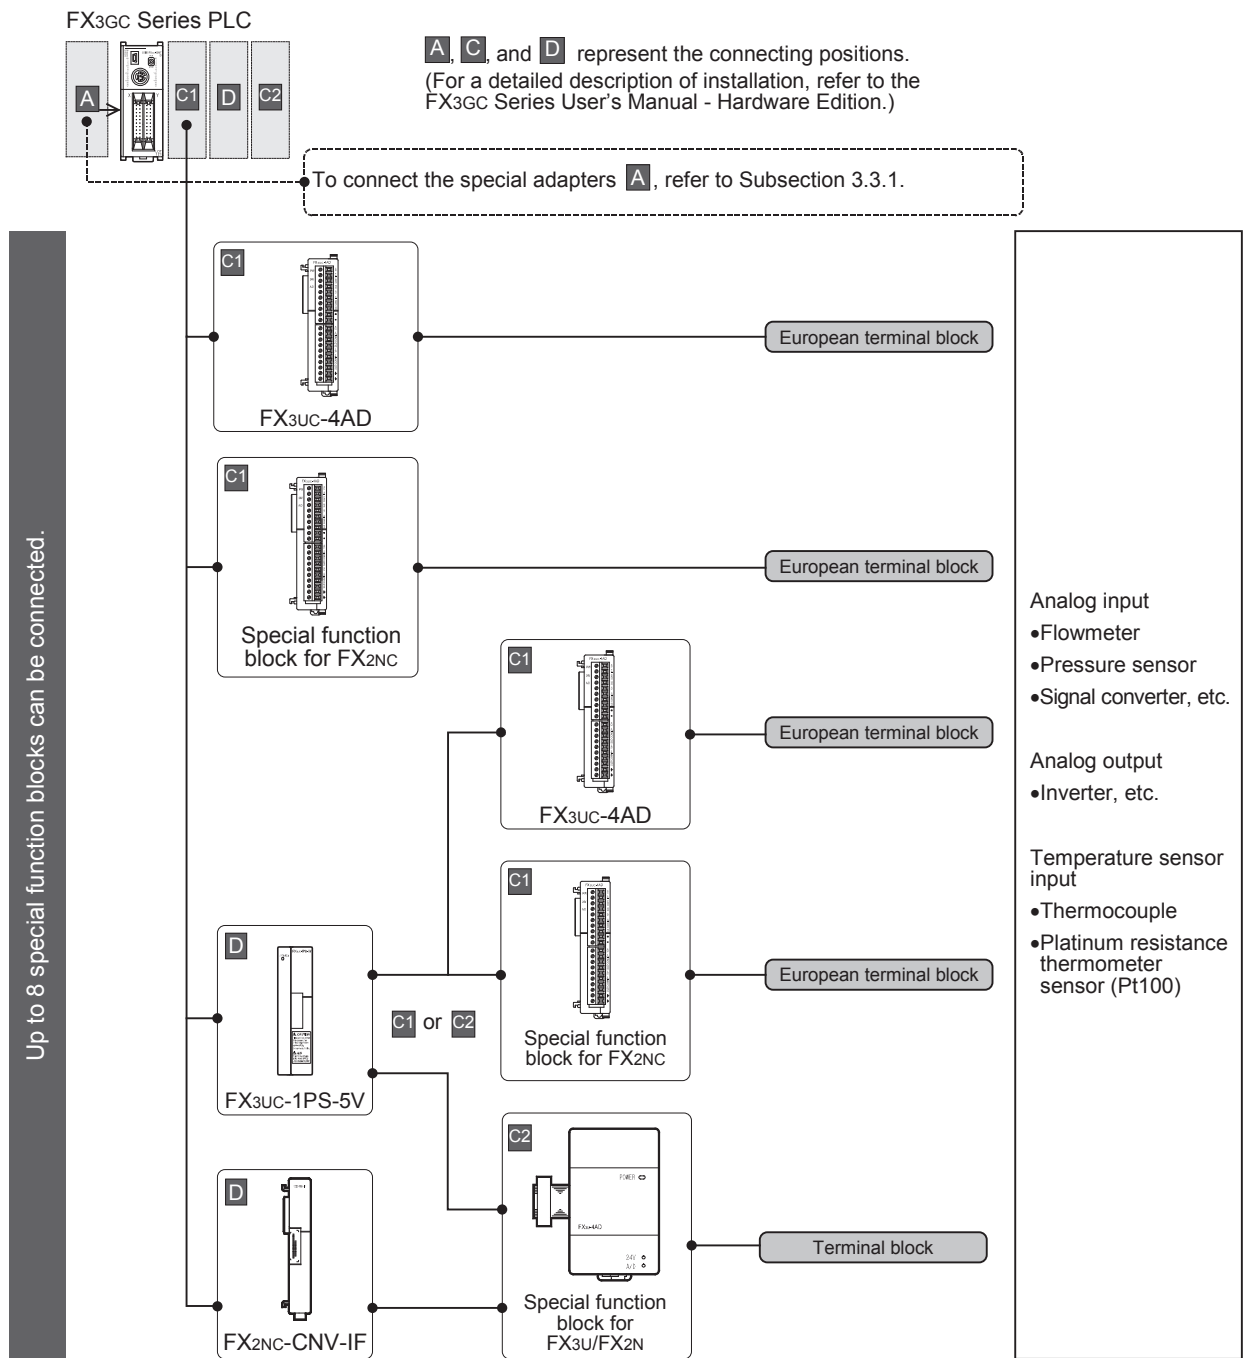 FX3GC Series PLC
A, C, and D represent the connecting positions.
(For a detailed description of installation, refer to the
FX3GC Series User's Manual - Hardware Edition.)
A
C1
D
C2
To connect the special adapters A, refer to Subsection 3.3.1.
Up to 8 special function blocks can be connected.
C1
FX3UC-4AD
European terminal block
C1
Special function
block for FX2NC
European terminal block
C1
FX3UC-4AD
European terminal block
C1
Special function
block for FX2NC
European terminal block
D
FX3UC-1PS-5V
C1 or C2
C2
POWER
FX3U-4AD
24V
A/D
Special function
block for
FX3U/FX2N
Terminal block
D
FX2NC-CNV-IF
Analog input
•Flowmeter
•Pressure sensor
•Signal converter, etc.
Analog output
•Inverter, etc.
Temperature sensor
input
•Thermocouple
•Platinum resistance
thermometer
sensor (Pt100)